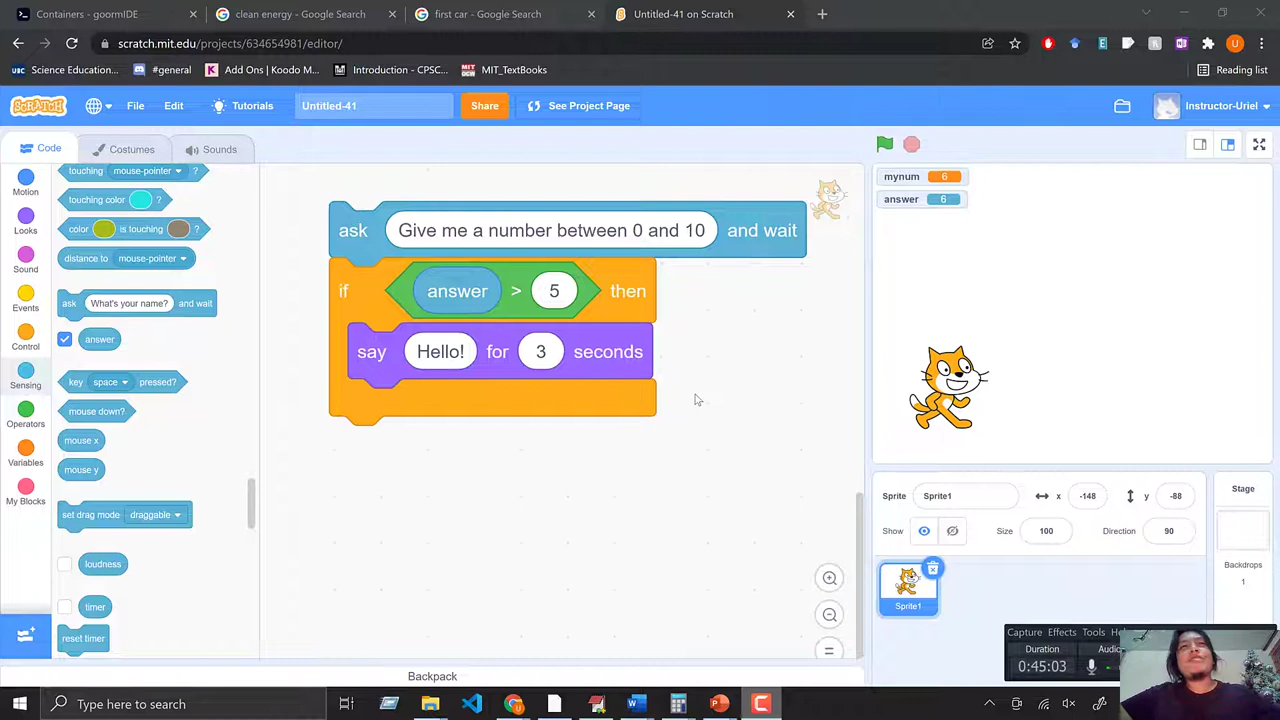 Containers - goormIDE
clean energy - Google Search
first car - Google Search
Untitled-41 on Scratch
scratch.mit.edu/projects/634654981/editor/
Science Education...
#general
Add Ons | Koodo M...
Introduction - CPSC...
MIT_TextBooks
Reading list
SCRATCH
File
Edit
Tutorials
Untitled-41
Share
See Project Page
Instructor-Uriel
Code
Costumes
Sounds
Motion
Looks
Sound
Events
Control
Sensing
Operators
Variables
My Blocks
touching mouse-pointer ?
touching color ?
color is touching ?
distance to mouse-pointer
ask What's your name? and wait
answer
key space pressed?
mouse down?
mouse x
mouse y
set drag mode draggable
loudness
timer
reset timer
ask Give me a number between 0 and 10 and wait
if answer > 5 then
say Hello! for 3 seconds
mynum 6
answer 6
Sprite Sprite1 x -148 y -88
Show Size 100 Direction 90
Sprite1
Stage
Backdrops
1
Backpack
Capture Effects Tools
Duration
0:45:03
Type here to search